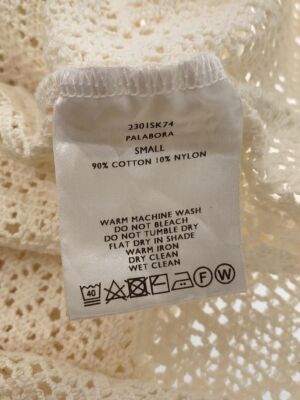 2301SK74
PALABORA
SMALL
90% COTTON 10% NYLON
WARM MACHINE WASH
DO NOT BLEACH
DO NOT TUMBLE DRY
FLAT DRY IN SHADE
WARM IRON
DRY CLEAN
WET CLEAN
40 F W